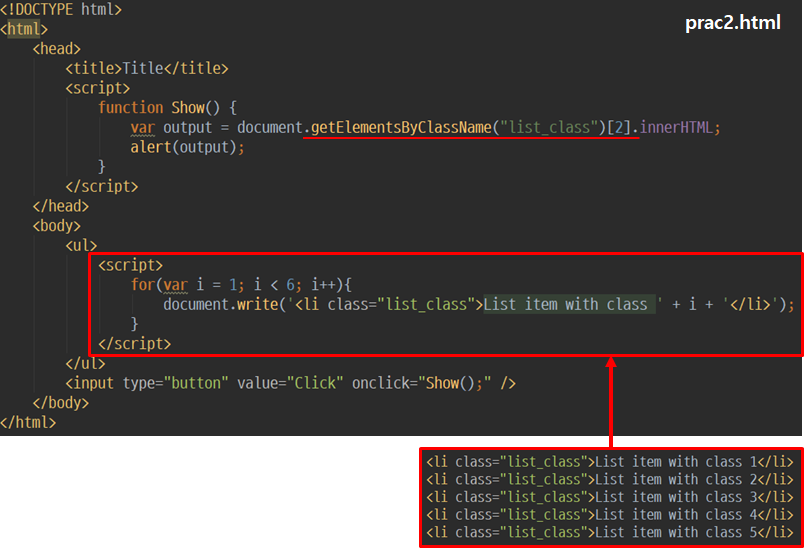 <!DOCTYPE html>
prac2.html
<html>
<head>
<title>Title</title>
<script>
function Show() {
var output = document.getElementsByClassName("list_class")[2].innerHTML;
alert(output);
}
</script>
</head>
<body>
<ul>
<script>
for(var i = 1; i < 6; i++){
document.write('<li class="list_class">List item with class ' + i + '</li>');
}
</script>
</ul>
<input type="button" value="Click" onclick="Show();" />
</body>
</html>
<li class="list_class">List item with class 1</li>
<li class="list_class">List item with class 2</li>
<li class="list_class">List item with class 3</li>
<li class="list_class">List item with class 4</li>
<li class="list_class">List item with class 5</li>